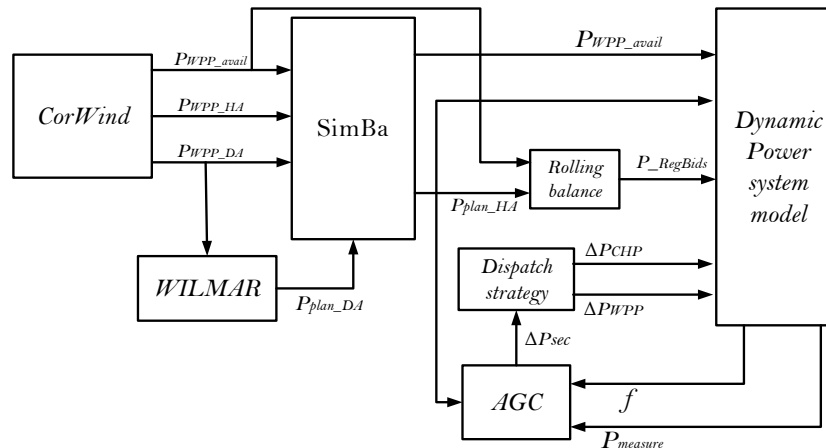 CorWind
P_WPP_avail
P_WPP_HA
P_WPP_DA
SimBa
WILMAR
P_plan_DA
P_WPP_avail
P_plan_HA
Rolling
balance
P_RegBids
Dynamic
Power
system
model
Dispatch
strategy
ΔP_CHP
ΔP_WPP
ΔP_sec
AGC
f
P_measure